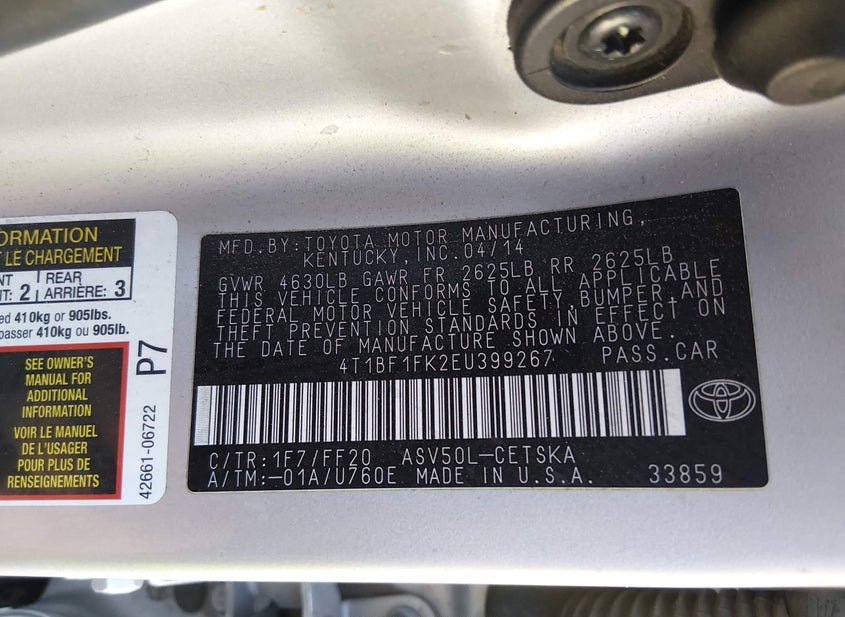 ORMATION
LE CHARGEMENT
NT REAR
NT: 2 ARRIÈRE: 3
ed 410kg or 905lbs.
passer 410kg ou 905lb.
SEE OWNER'S
MANUAL FOR
ADDITIONAL
INFORMATION
VOIR LE MANUEL
DE L'USAGER
POUR PLUS DE
RENSEIGNEMENTS
P7
42661-06722
MFD.BY:TOYOTA MOTOR MANUFACTURING,
KENTUCKY,INC.04/14
GVWR 4630LB GAWR FR 2625LB RR 2625LB
THIS VEHICLE CONFORMS TO ALL APPLICABLE
FEDERAL MOTOR VEHICLE SAFETY,BUMPER AND
THEFT PREVENTION STANDARDS IN EFFECT ON
THE DATE OF MANUFACTURE SHOWN ABOVE.
4T1BF1FK2EU399267 PASS.CAR
C/TR:1F7/FF20 ASV50L-CETSKA
A/TM:-01A/U760E MADE IN U.S.A. 33859